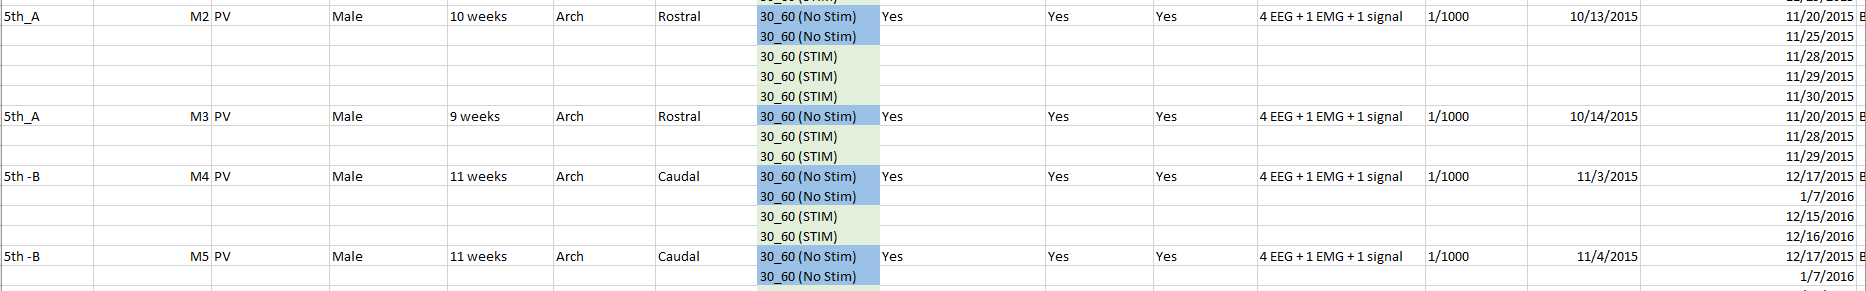 5th_A M2 PV Male 10 weeks Arch Rostral 30_60 (No Stim) Yes Yes Yes 4 EEG + 1 EMG + 1 signal 1/1000 10/13/2015 11/20/2015
30_60 (No Stim) 11/25/2015
30_60 (STIM) 11/28/2015
30_60 (STIM) 11/29/2015
30_60 (STIM) 11/30/2015
5th_A M3 PV Male 9 weeks Arch Rostral 30_60 (No Stim) Yes Yes Yes 4 EEG + 1 EMG + 1 signal 1/1000 10/14/2015 11/20/2015
30_60 (STIM) 11/28/2015
30_60 (STIM) 11/29/2015
5th -B M4 PV Male 11 weeks Arch Caudal 30_60 (No Stim) Yes Yes Yes 4 EEG + 1 EMG + 1 signal 1/1000 11/3/2015 12/17/2015
30_60 (No Stim) 1/7/2016
30_60 (STIM) 12/15/2016
30_60 (STIM) 12/16/2016
5th -B M5 PV Male 11 weeks Arch Caudal 30_60 (No Stim) Yes Yes Yes 4 EEG + 1 EMG + 1 signal 1/1000 11/4/2015 12/17/2015
30_60 (No Stim) 1/7/2016